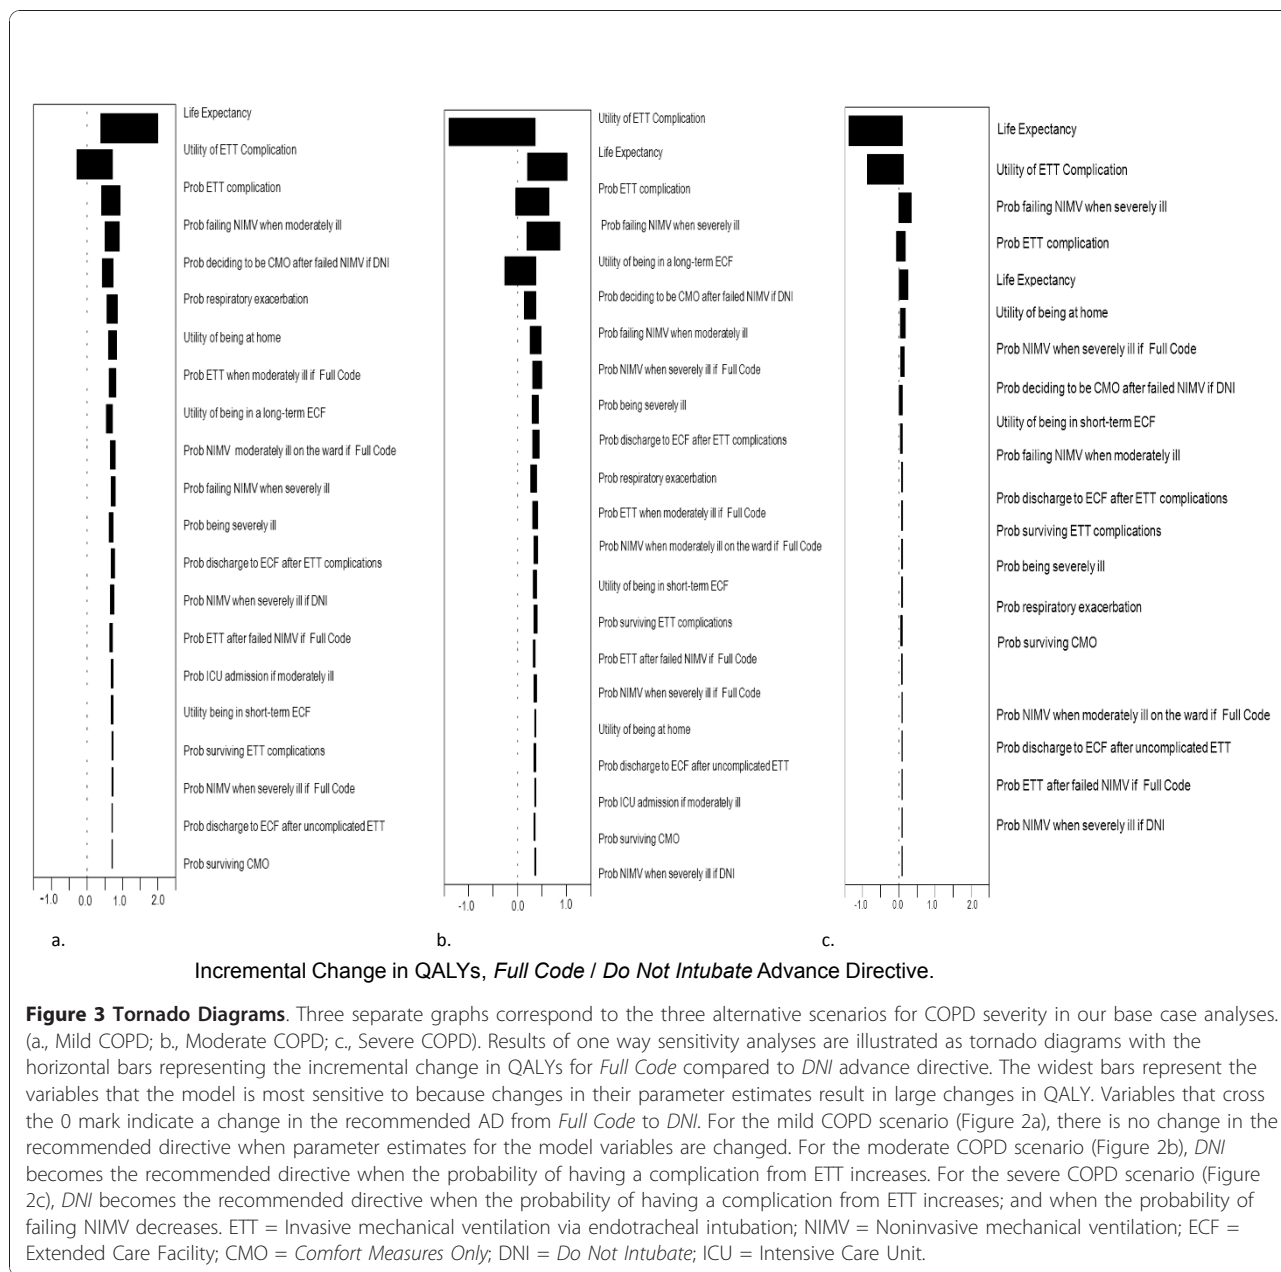 Life Expectancy
Utility of ETT Complication
Prob ETT complication
Prob failing NIMV when moderately ill
Prob deciding to be CMO after failed NIMV if DNI
Prob respiratory exacerbation
Utility of being at home
Prob ETT when moderately ill if Full Code
Utility of being in a long-term ECF
Prob NIMV moderately ill on the ward if Full Code
Prob failing NIMV when severely ill
Prob being severely ill
Prob discharge to ECF after ETT complications
Prob NIMV when severely ill if DNI
Prob ETT after failed NIMV if Full Code
Prob ICU admission if moderately ill
Utility being in short-term ECF
Prob surviving ETT complications
Prob NIMV when severely ill if Full Code
Prob discharge to ECF after uncomplicated ETT
Prob surviving CMO
-1.0 0.0 1.0 2.0
a.
Utility of ETT Complication
Life Expectancy
Prob ETT complication
Prob failing NIMV when severely ill
Utility of being in a long-term ECF
Prob deciding to be CMO after failed NIMV if DNI
Prob failing NIMV when moderately ill
Prob NIMV when severely ill if Full Code
Prob being severely ill
Prob discharge to ECF after ETT complications
Prob respiratory exacerbation
Prob ETT when moderately ill if Full Code
Prob NIMV when moderately ill on the ward if Full Code
Utility of being in short-term ECF
Prob surviving ETT complications
Prob ETT after failed NIMV if Full Code
Prob NIMV when severely ill if Full Code
Utility of being at home
Prob discharge to ECF after uncomplicated ETT
Prob ICU admission if moderately ill
Prob surviving CMO
Prob NIMV when severely ill if DNI
-1.0 0.0 1.0
b.
Life Expectancy
Utility of ETT Complication
Prob failing NIMV when severely ill
Prob ETT complication
Life Expectancy
Utility of being at home
Prob NIMV when severely ill if Full Code
Prob deciding to be CMO after failed NIMV if DNI
Utility of being in short-term ECF
Prob failing NIMV when moderately ill
Prob discharge to ECF after ETT complications
Prob surviving ETT complications
Prob being severely ill
Prob respiratory exacerbation
Prob surviving CMO
Prob NIMV when moderately ill on the ward if Full Code
Prob discharge to ECF after uncomplicated ETT
Prob ETT after failed NIMV if Full Code
Prob NIMV when severely ill if DNI
-1.0 0.0 1.0 2.0
c.
Incremental Change in QALYs, Full Code / Do Not Intubate Advance Directive.
Figure 3 Tornado Diagrams. Three separate graphs correspond to the three alternative scenarios for COPD severity in our base case analyses.
(a., Mild COPD; b., Moderate COPD; c., Severe COPD). Results of one way sensitivity analyses are illustrated as tornado diagrams with the
horizontal bars representing the incremental change in QALYs for Full Code compared to DNI advance directive. The widest bars represent the
variables that the model is most sensitive to because changes in their parameter estimates result in large changes in QALY. Variables that cross
the 0 mark indicate a change in the recommended AD from Full Code to DNI. For the mild COPD scenario (Figure 2a), there is no change in the
recommended directive when parameter estimates for the model variables are changed. For the moderate COPD scenario (Figure 2b), DNI
becomes the recommended directive when the probability of having a complication from ETT increases. For the severe COPD scenario (Figure
2c), DNI becomes the recommended directive when the probability of having a complication from ETT increases; and when the probability of
failing NIMV decreases. ETT = Invasive mechanical ventilation via endotracheal intubation; NIMV = Noninvasive mechanical ventilation; ECF =
Extended Care Facility; CMO = Comfort Measures Only; DNI = Do Not Intubate; ICU = Intensive Care Unit.